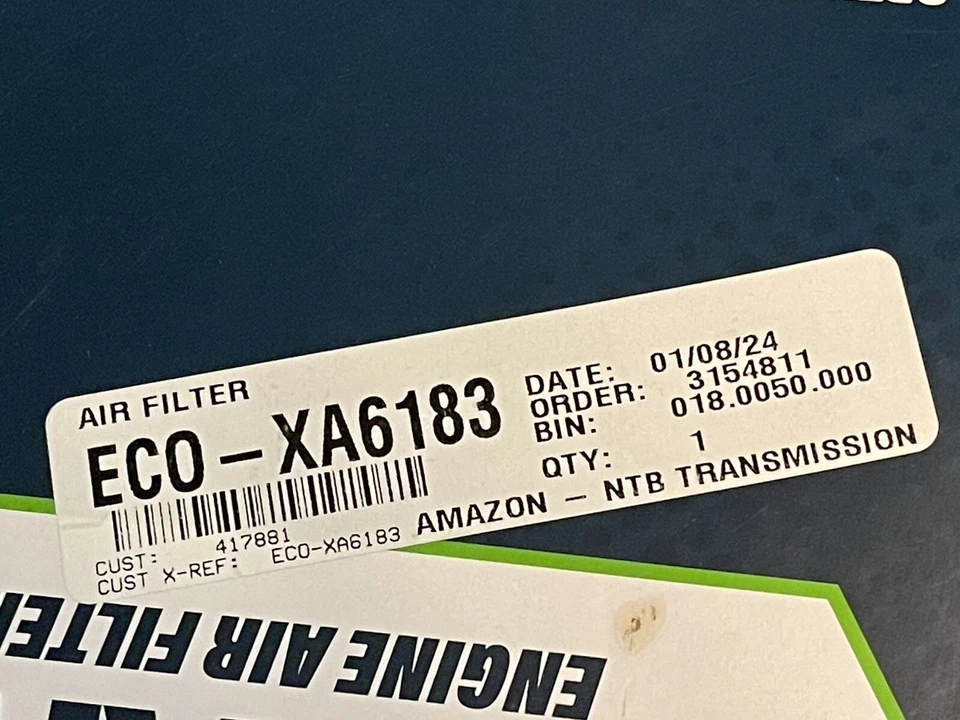 AIR FILTER
ECO-XA6183
DATE: 01/08/24
ORDER: 3154811
BIN: 018.0050.000
QTY: 1
AMAZON - NTB TRANSMISSION
CUST: 417881
CUST X-REF: ECO-XA6183
ENGINE AIR FILTE